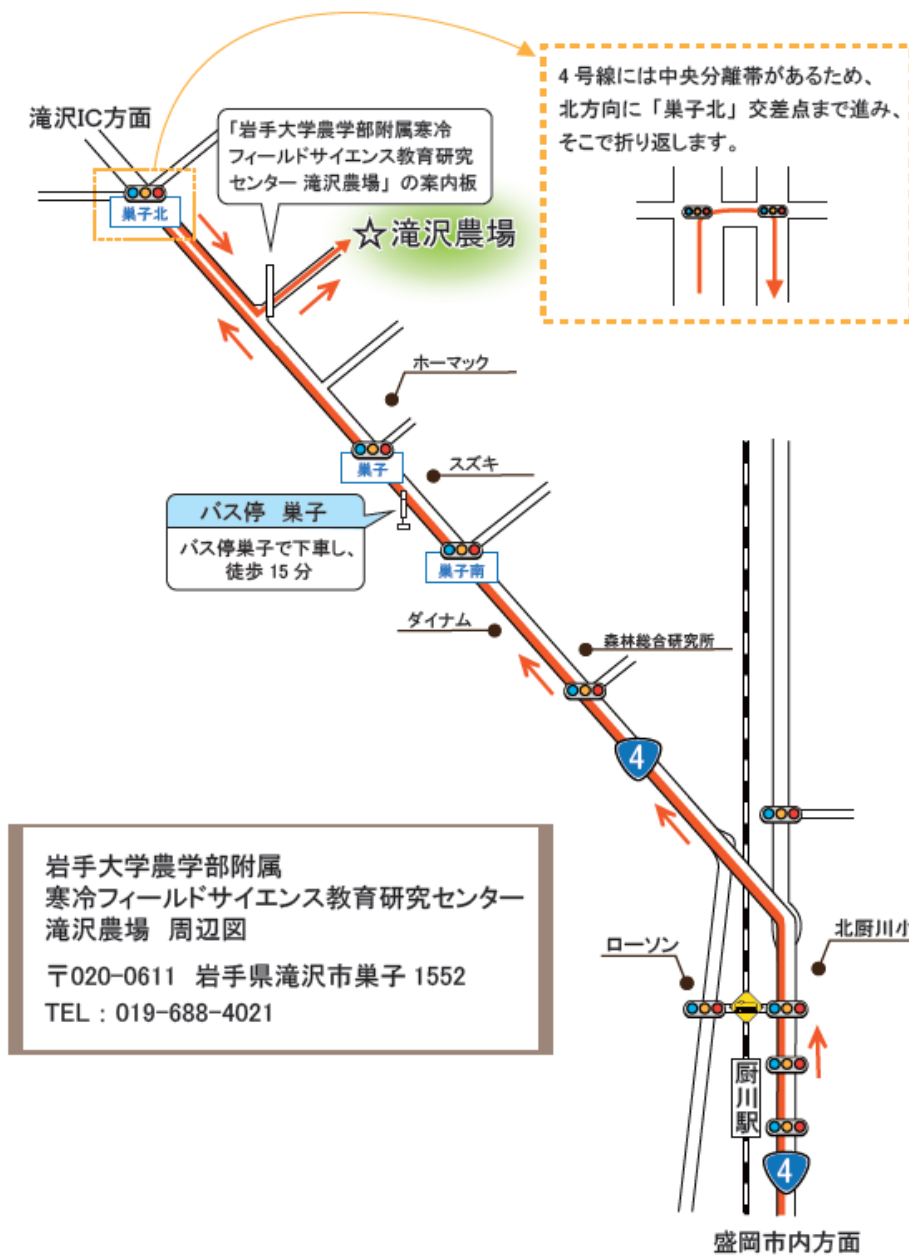 4号線には中央分離帯があるため、
北方向に「巣子北」交差点まで進み、
そこで折り返します。
滝沢IC方面
「岩手大学農学部附属寒冷
フィールドサイエンス教育研究
センター 滝沢農場」の案内板
巣子北
☆滝沢農場
ホーマック
巣子
スズキ
バス停 巣子
バス停巣子で下車し、
徒歩 15 分
巣子南
ダイナム
森林総合研究所
4
岩手大学農学部附属
寒冷フィールドサイエンス教育研究センター
滝沢農場 周辺図
〒020-0611 岩手県滝沢市巣子 1552
TEL : 019-688-4021
ローソン
北厨川小
厨川駅
4
盛岡市内方面